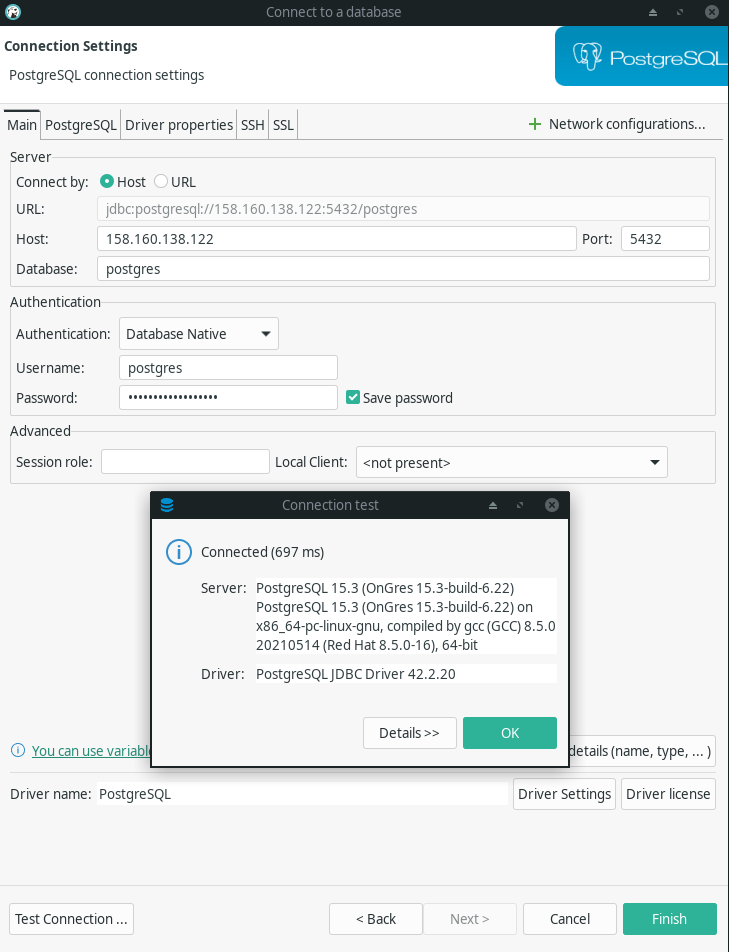 Connect to a database
Connection Settings
PostgreSQL connection settings
PostgreSQL
Main PostgreSQL Driver properties SSH SSL
Network configurations...
Server
Connect by: Host URL
URL: jdbc:postgresql://158.160.138.122:5432/postgres
Host: 158.160.138.122 Port: 5432
Database: postgres
Authentication
Authentication: Database Native
Username: postgres
Password: •••••••••••••••••• Save password
Advanced
Session role: Local Client: <not present>
Connection test
Connected (697 ms)
Server: PostgreSQL 15.3 (OnGres 15.3-build-6.22)
PostgreSQL 15.3 (OnGres 15.3-build-6.22) on
x86_64-pc-linux-gnu, compiled by gcc (GCC) 8.5.0
20210514 (Red Hat 8.5.0-16), 64-bit
Driver: PostgreSQL JDBC Driver 42.2.20
Details >> OK
You can use variable details (name, type, ... )
Driver name: PostgreSQL Driver Settings Driver license
Test Connection ... < Back Next > Cancel Finish